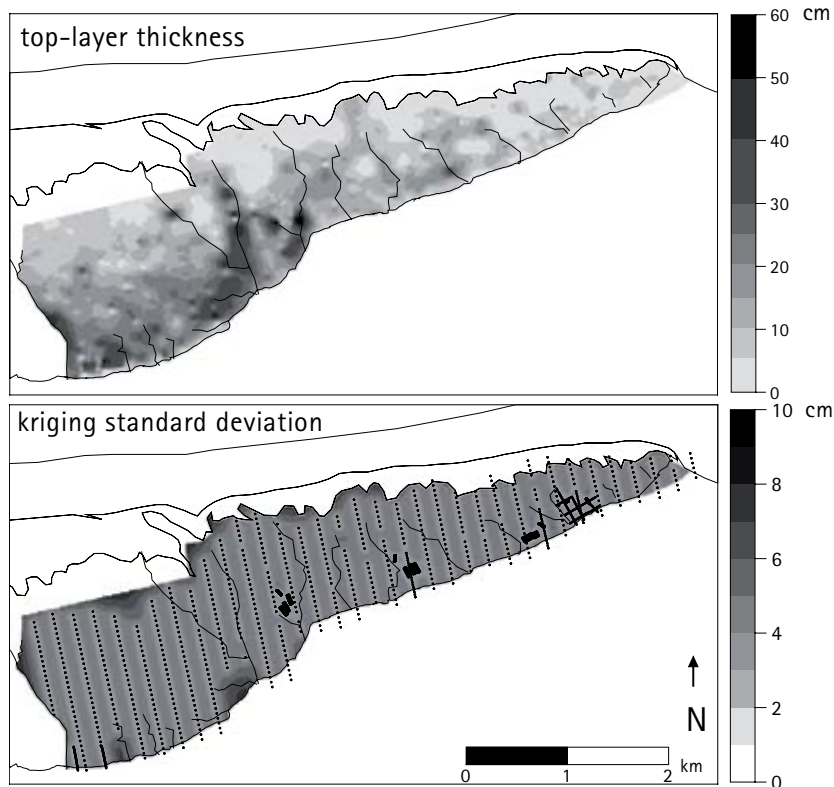 top-layer thickness
60 cm
50
40
30
20
10
0
kriging standard deviation
10 cm
8
6
4
2
0
N
0 1 2 km